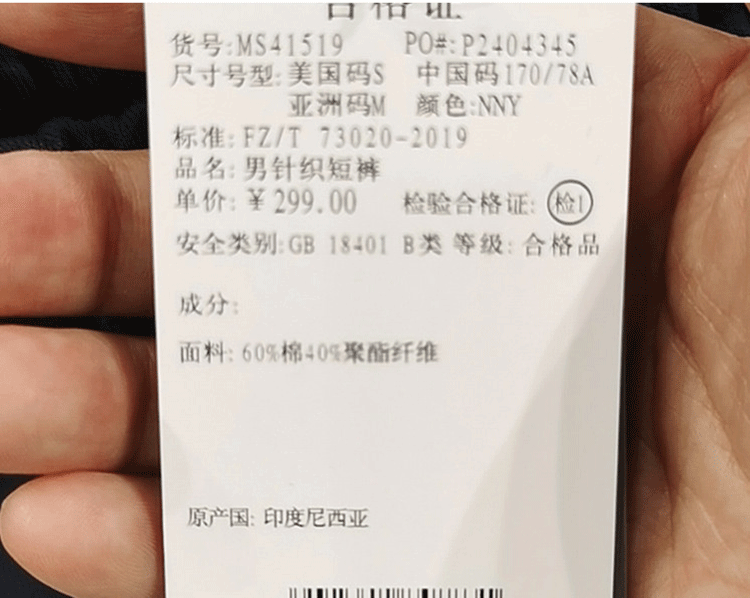 合格证
货号:MS41519 PO#:P2404345
尺寸号型:美国码S 中国码170/78A
亚洲码M 颜色:NNY
标准:FZ/T 73020-2019
品名:男针织短裤
单价:¥299.00 检验合格证:检1
安全类别:GB 18401 B类 等级:合格品
成分:
面料:60%棉40%聚酯纤维
原产国:印度尼西亚